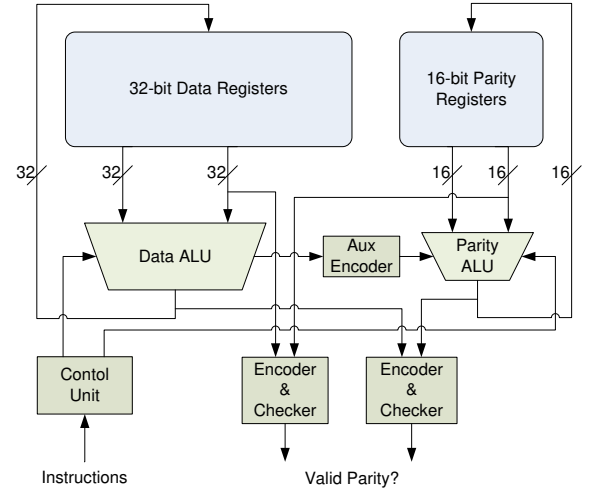 32-bit Data Registers
16-bit Parity
Registers
32
32
32
16
16
16
Data ALU
Aux
Encoder
Parity
ALU
Contol
Unit
Encoder
&
Checker
Encoder
&
Checker
Instructions
Valid Parity?